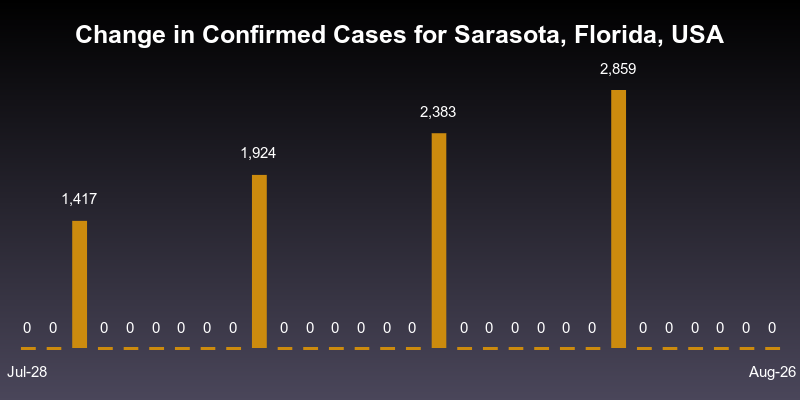 Change in Confirmed Cases for Sarasota, Florida, USA
2,859
2,383
1,924
1,417
0 0 0 0 0 0 0 0 0 0 0 0 0 0 0 0 0 0 0 0 0 0 0 0 0 0
Jul-28 Aug-26